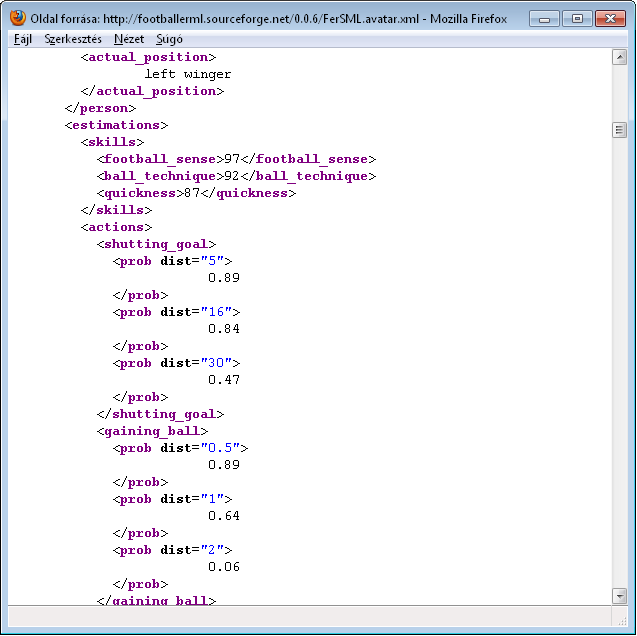 Oldal forrása: http://footballerml.sourceforge.net/0.0.6/FerSML.avatar.xml - Mozilla Firefox
Fájl Szerkesztés Nézet Súgó
<actual_position>
left winger
</actual_position>
</person>
<estimations>
<skills>
<football_sense>97</football_sense>
<ball_technique>92</ball_technique>
<quickness>87</quickness>
</skills>
<actions>
<shutting_goal>
<prob dist="5">
0.89
</prob>
<prob dist="16">
0.84
</prob>
<prob dist="30">
0.47
</prob>
</shutting_goal>
<gaining_ball>
<prob dist="0.5">
0.89
</prob>
<prob dist="1">
0.64
</prob>
<prob dist="2">
0.06
</prob>
</gaining_ball>